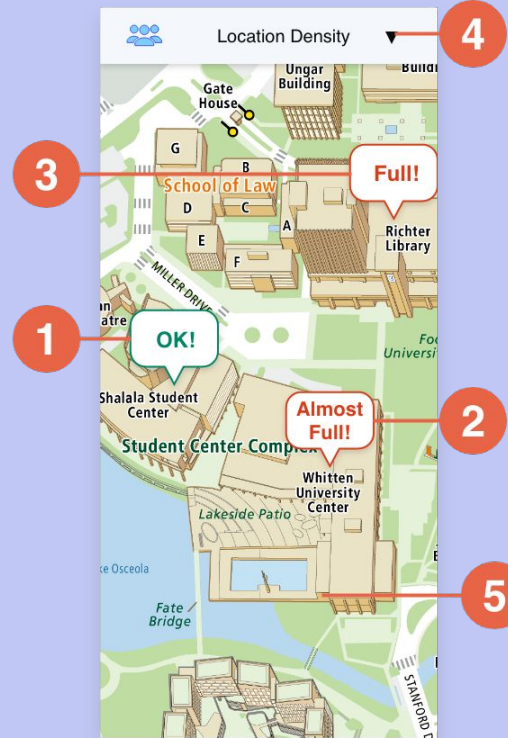 Location Density
▼
4
Ungar
Building
Gate
House
G
B
School of Law
C
D
E
F
A
3
Full!
Richter
Library
MILLER DRIVE
1
OK!
Shalala Student
Center
Student Center Complex
2
Almost
Full!
Whitten
University
Center
Lakeside Patio
Fate
Bridge
5